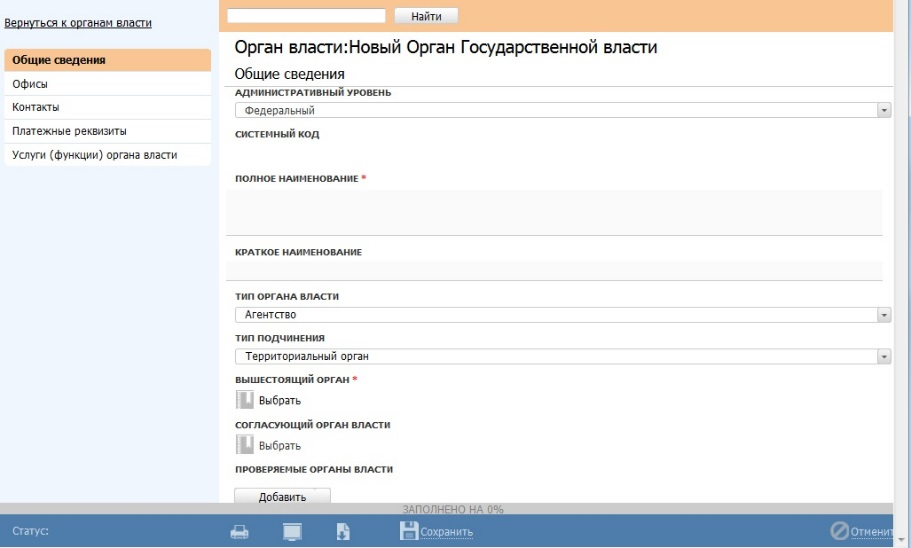 Вернуться к органам власти
Общие сведения
Офисы
Контакты
Платежные реквизиты
Услуги (функции) органа власти
Найти
Орган власти:Новый Орган Государственной власти
Общие сведения
АДМИНИСТРАТИВНЫЙ УРОВЕНЬ
Федеральный
СИСТЕМНЫЙ КОД
ПОЛНОЕ НАИМЕНОВАНИЕ *
КРАТКОЕ НАИМЕНОВАНИЕ
ТИП ОРГАНА ВЛАСТИ
Агентство
ТИП ПОДЧИНЕНИЯ
Территориальный орган
ВЫШЕСТОЯЩИЙ ОРГАН *
Выбрать
СОГЛАСУЮЩИЙ ОРГАН ВЛАСТИ
Выбрать
ПРОВЕРЯЕМЫЕ ОРГАНЫ ВЛАСТИ
Добавить
ЗАПОЛНЕНО НА 0%
Статус:
Сохранить
Отменит